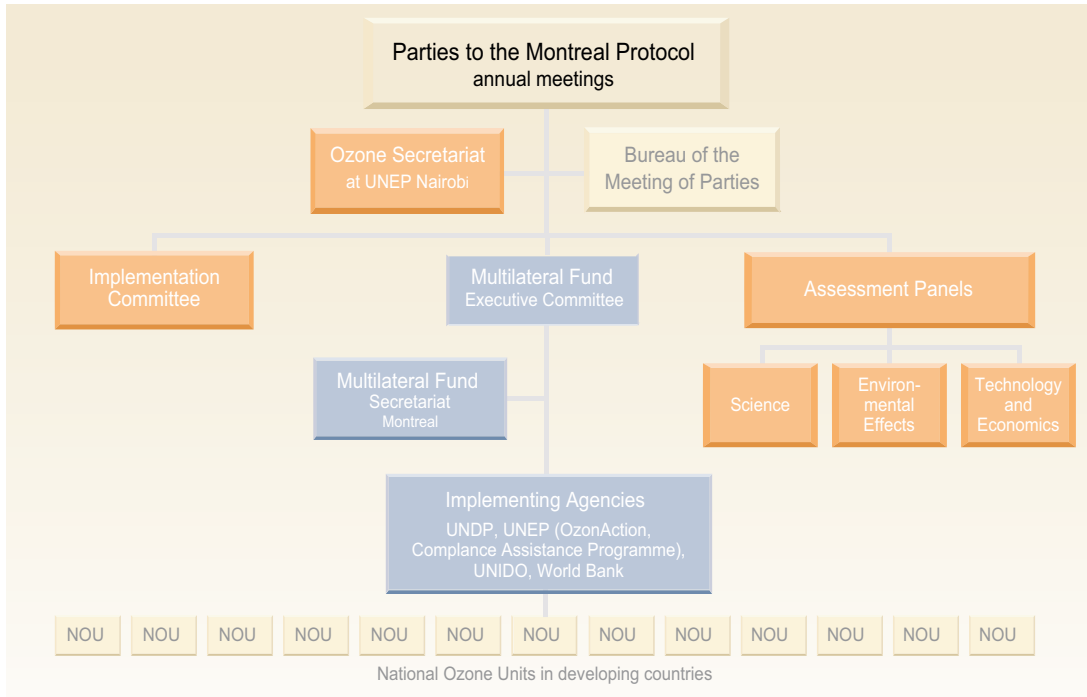 Parties to the Montreal Protocol
annual meetings
Ozone Secretariat
at UNEP Nairobi
Bureau of the
Meeting of Parties
Implementation
Committee
Multilateral Fund
Executive Committee
Assessment Panels
Multilateral Fund
Secretariat
Montreal
Science
Environ-
mental
Effects
Technology
and
Economics
Implementing Agencies
UNDP, UNEP (OzonAction,
Complance Assistance Programme),
UNIDO, World Bank
NOU NOU NOU NOU NOU NOU NOU NOU NOU NOU NOU NOU NOU
National Ozone Units in developing countries